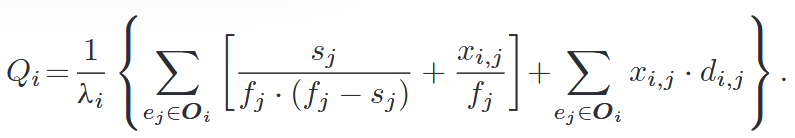 $Q_i = \frac{1}{\lambda_i} \left\{ \sum_{e_j \in \boldsymbol{O}_i} \left[ \frac{s_j}{f_j \cdot (f_j - s_j)} + \frac{x_{i,j}}{f_j} \right] + \sum_{e_j \in \boldsymbol{O}_i} x_{i,j} \cdot d_{i,j} \right\}.$